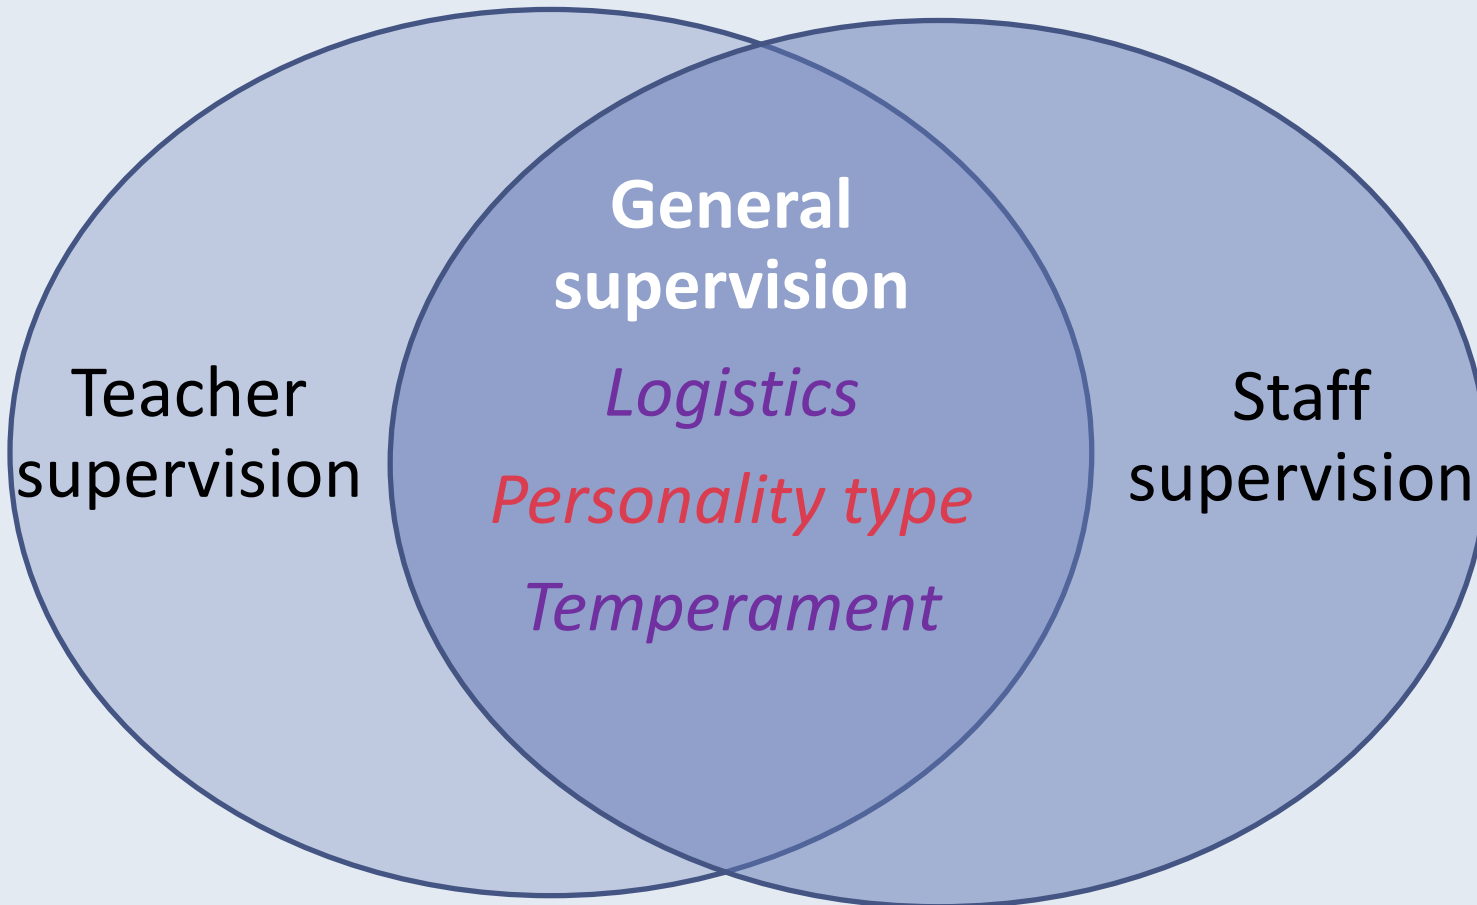 General
supervision
Logistics
Personality type
Temperament
Teacher
supervision
Staff
supervision